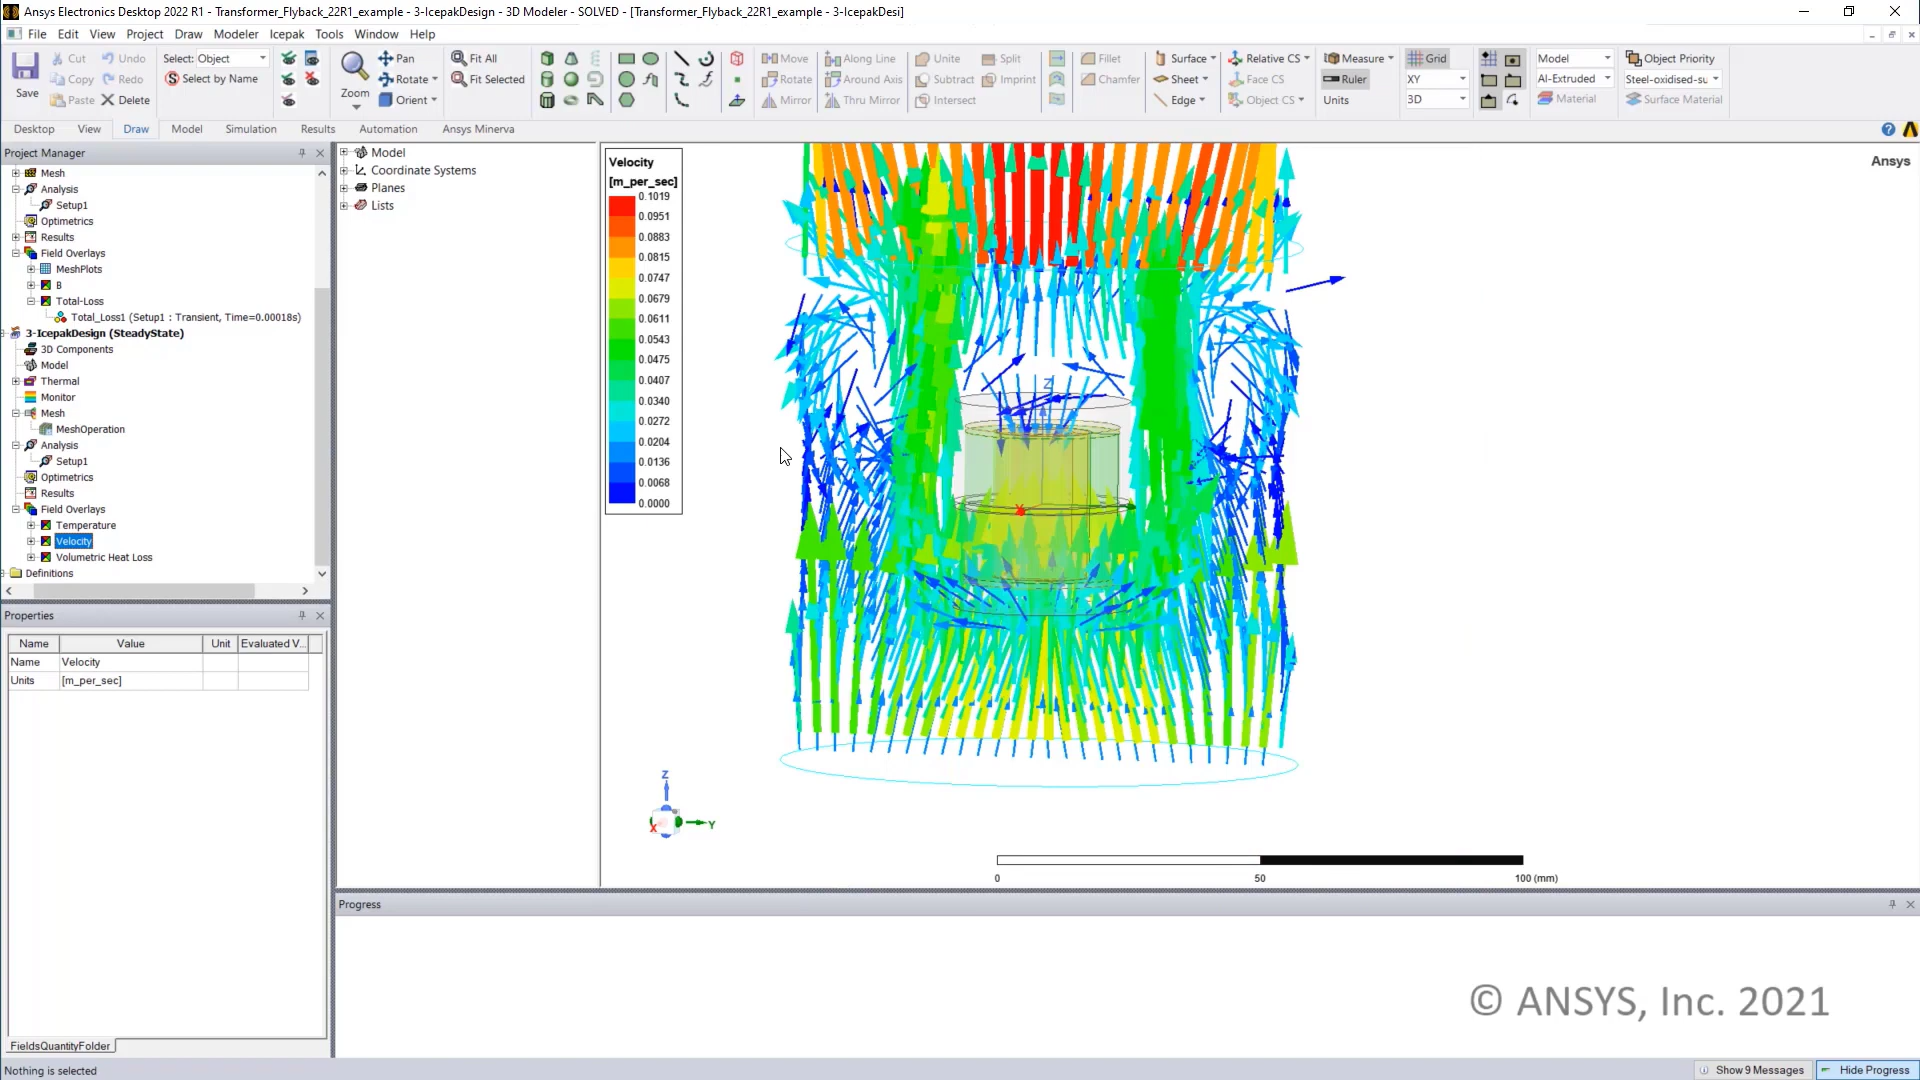 Ansys Electronics Desktop 2022 R1 - Transformer_Flyback_22R1_example - 3-IcepakDesign - 3D Modeler - SOLVED - [Transformer_Flyback_22R1_example - 3-IcepakDesi]
File Edit View Project Draw Modeler Icepak Tools Window Help
Save
Cut
Copy
Paste
Undo
Redo
Delete
Select: Object
Select by Name
Zoom
Pan
Rotate
Orient
Fit All
Fit Selected
Move
Rotate
Mirror
Along Line
Around Axis
Thru Mirror
Unite
Subtract
Intersect
Split
Imprint
Fillet
Chamfer
Surface
Sheet
Edge
Relative CS
Face CS
Object CS
Measure
Ruler
Units
Grid
XY
3D
Model
Al-Extruded
Material
Object Priority
Steel-oxidised-su
Surface Material
Desktop View Draw Model Simulation Results Automation Ansys Minerva
Project Manager
Mesh
Analysis
Setup1
Optimetrics
Results
Field Overlays
MeshPlots
B
Total-Loss
Total_Loss1 (Setup1 : Transient, Time=0.00018s)
3-IcepakDesign (SteadyState)
3D Components
Model
Thermal
Monitor
Mesh
MeshOperation
Analysis
Setup1
Optimetrics
Results
Field Overlays
Temperature
Velocity
Volumetric Heat Loss
Definitions
Properties
Name Value Unit Evaluated V...
Name Velocity
Units [m_per_sec]
FieldsQuantityFolder
Model
Coordinate Systems
Planes
Lists
Velocity
[m_per_sec]
0.1019
0.0951
0.0883
0.0815
0.0747
0.0679
0.0611
0.0543
0.0475
0.0407
0.0340
0.0272
0.0204
0.0136
0.0068
0.0000
Ansys
Z
X
Z
X
Y
0 50 100 (mm)
Progress
© ANSYS, Inc. 2021
Nothing is selected
Show 9 Messages
Hide Progress